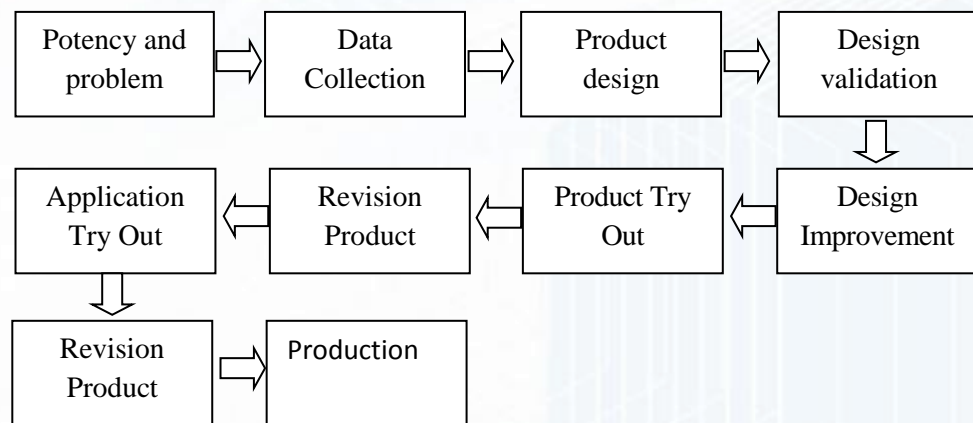 Potency and
problem
Data
Collection
Product
design
Design
validation
Design
Improvement
Product Try
Out
Revision
Product
Application
Try Out
Revision
Product
Production